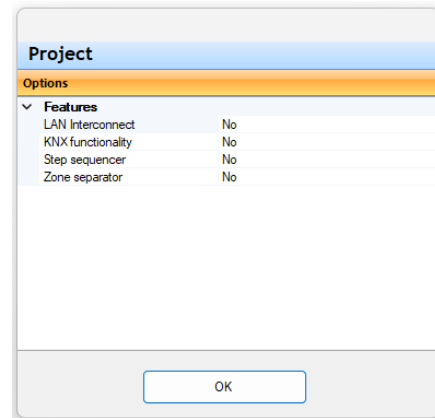 Project
Options
Features
LAN Interconnect No
KNX functionality No
Step sequencer No
Zone separator No
OK